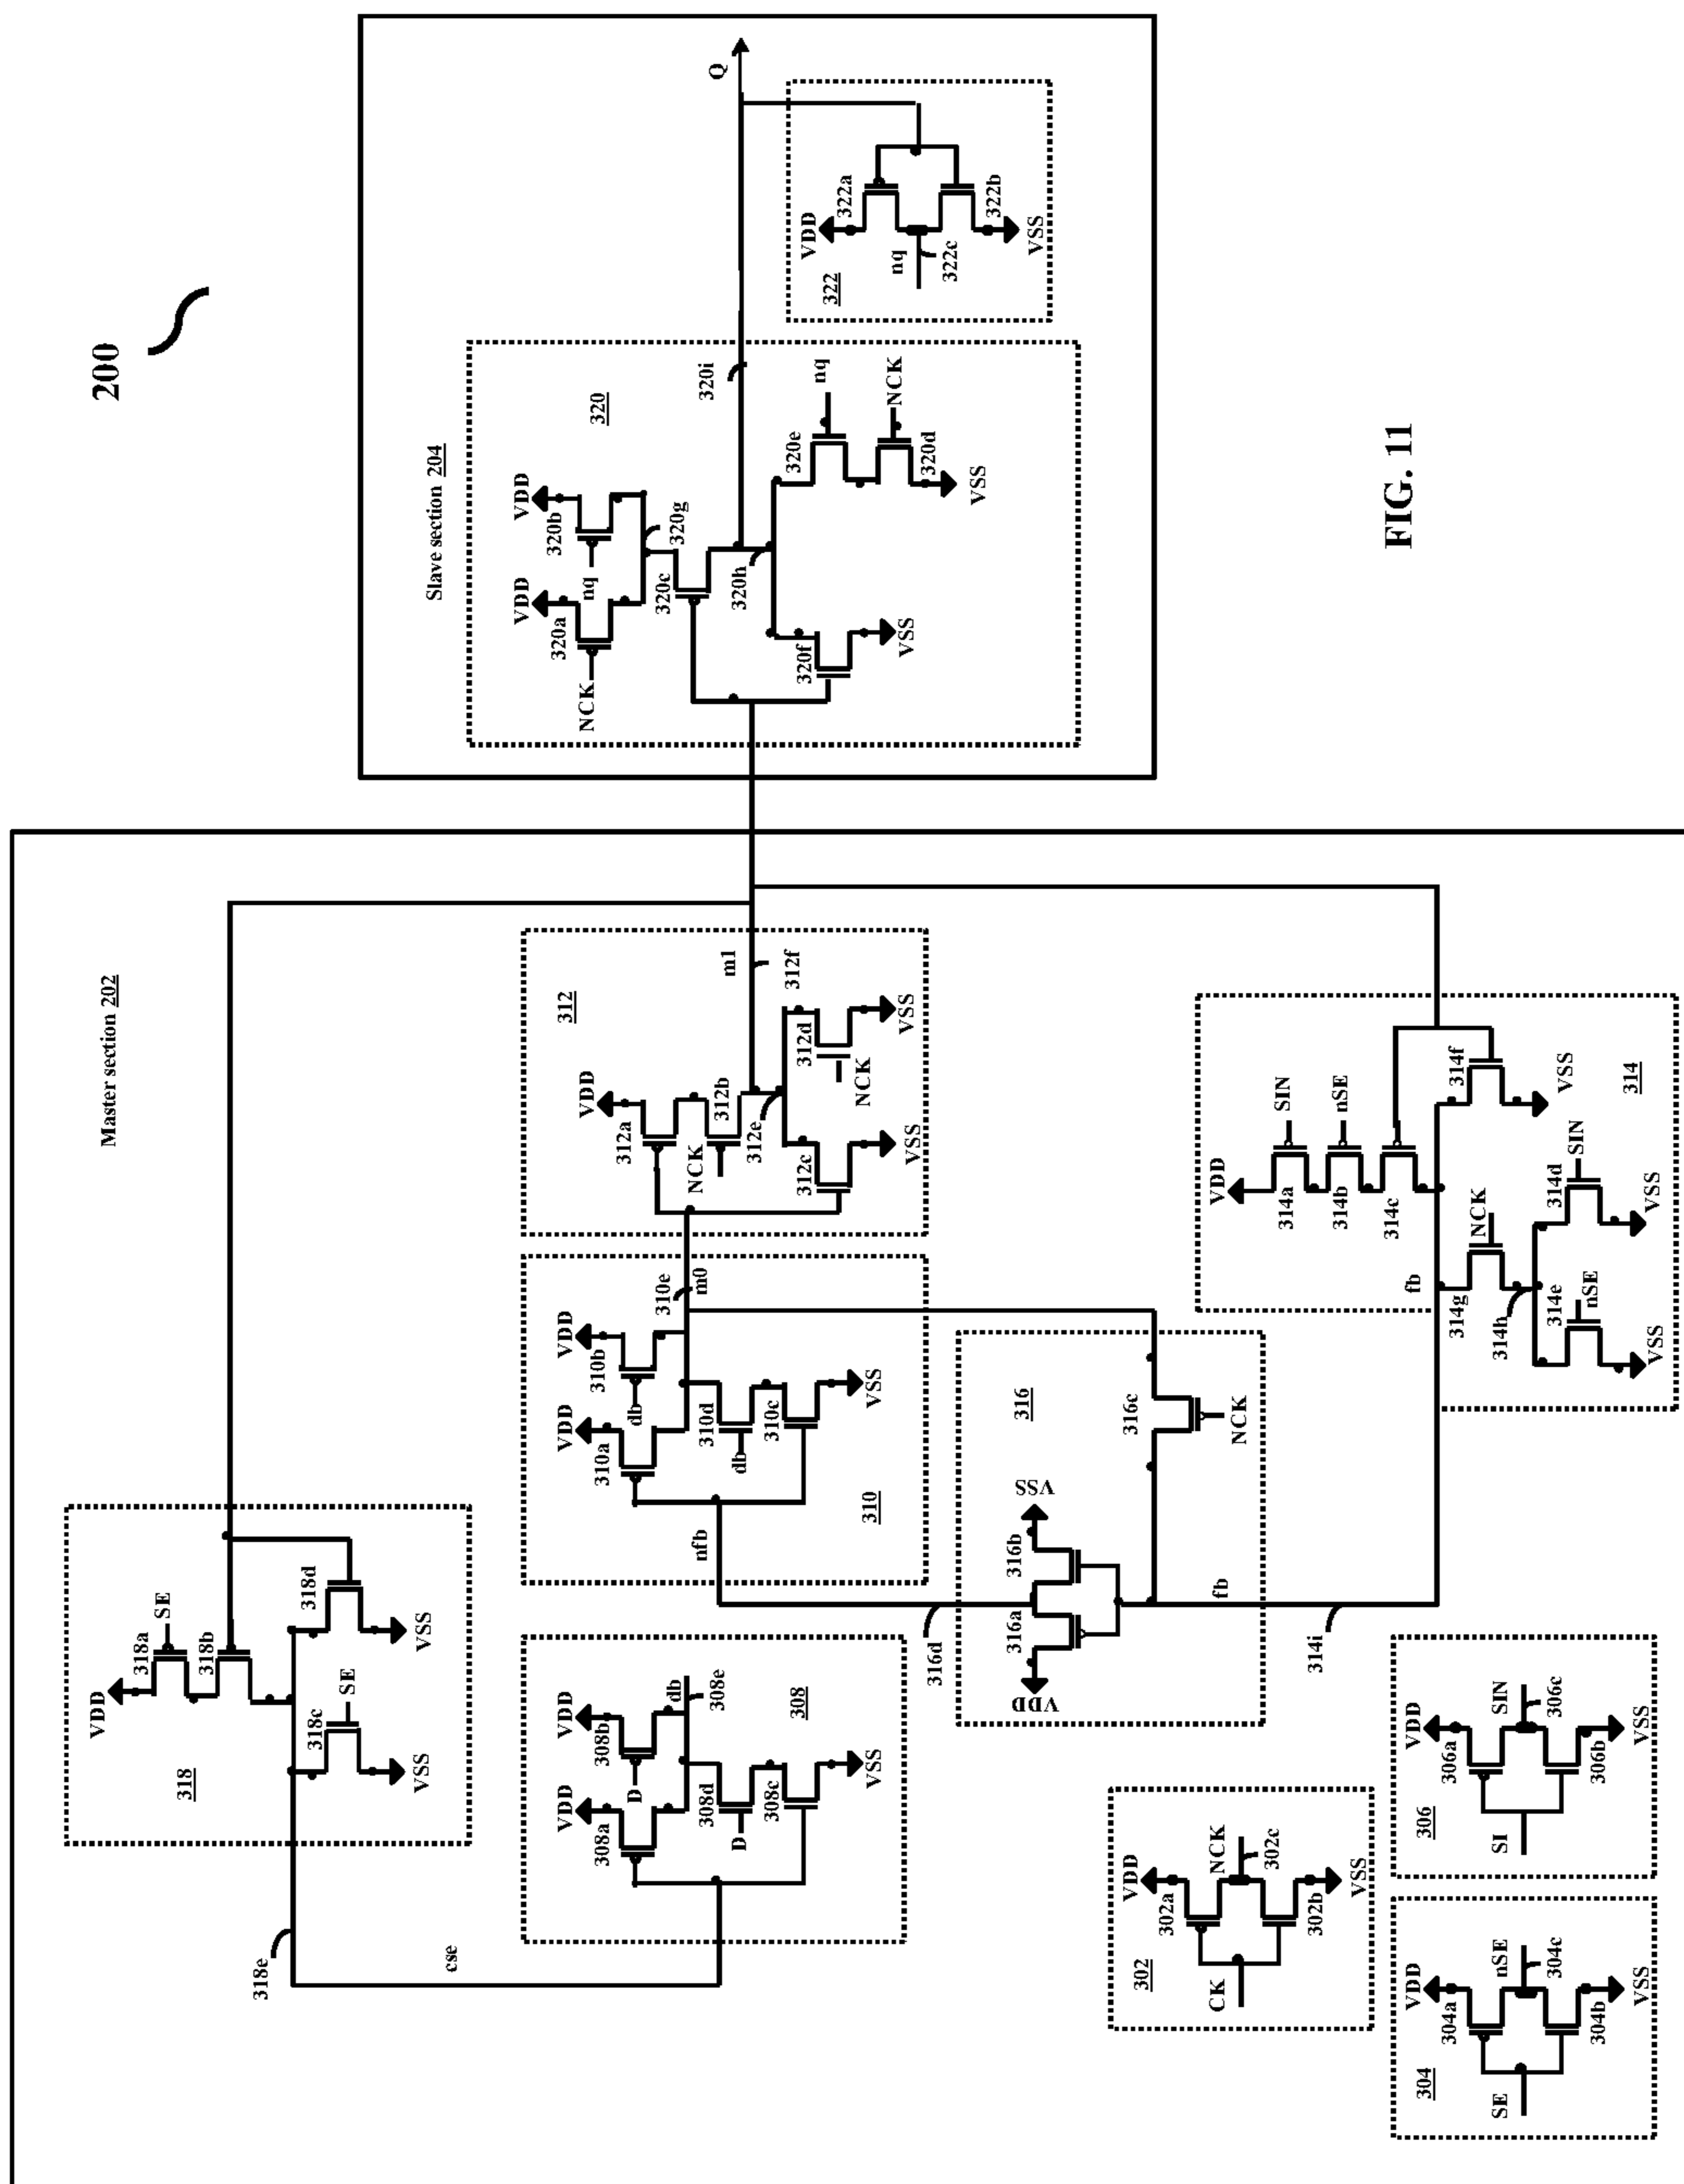 200
Master section 202
Slave section 204
VDD
318a
SE
318b
318c
SE
318d
VSS
VSS
318
318e
cse
VDD
VDD
308a
308b
D
db
308e
308d
D
308c
VSS
308
VDD
VDD
310a
310b
db
310e
m0
310d
db
310c
VSS
310
nfb
VDD
312a
NCK
312b
312e
312c
312d
NCK
VSS
VSS
312
m1
312f
316d
VDD
316a
316b
VSS
316
316c
NCK
fb
314i
VDD
314a
SIN
314b
nSE
314c
fb
314f
VSS
314g
NCK
314h
314e
nSE
314d
SIN
VSS
VSS
314
302
CK
VDD
302a
NCK
302c
302b
VSS
304
SE
VDD
304a
nSE
304c
304b
VSS
306
SI
VDD
306a
SIN
306c
306b
VSS
VDD
VDD
320a
320b
NCK
nq
320g
320c
320h
320
320i
320f
VSS
320e
nq
NCK
320d
VSS
Q
VDD
322a
nq
322c
322b
VSS
322
FIG. 11